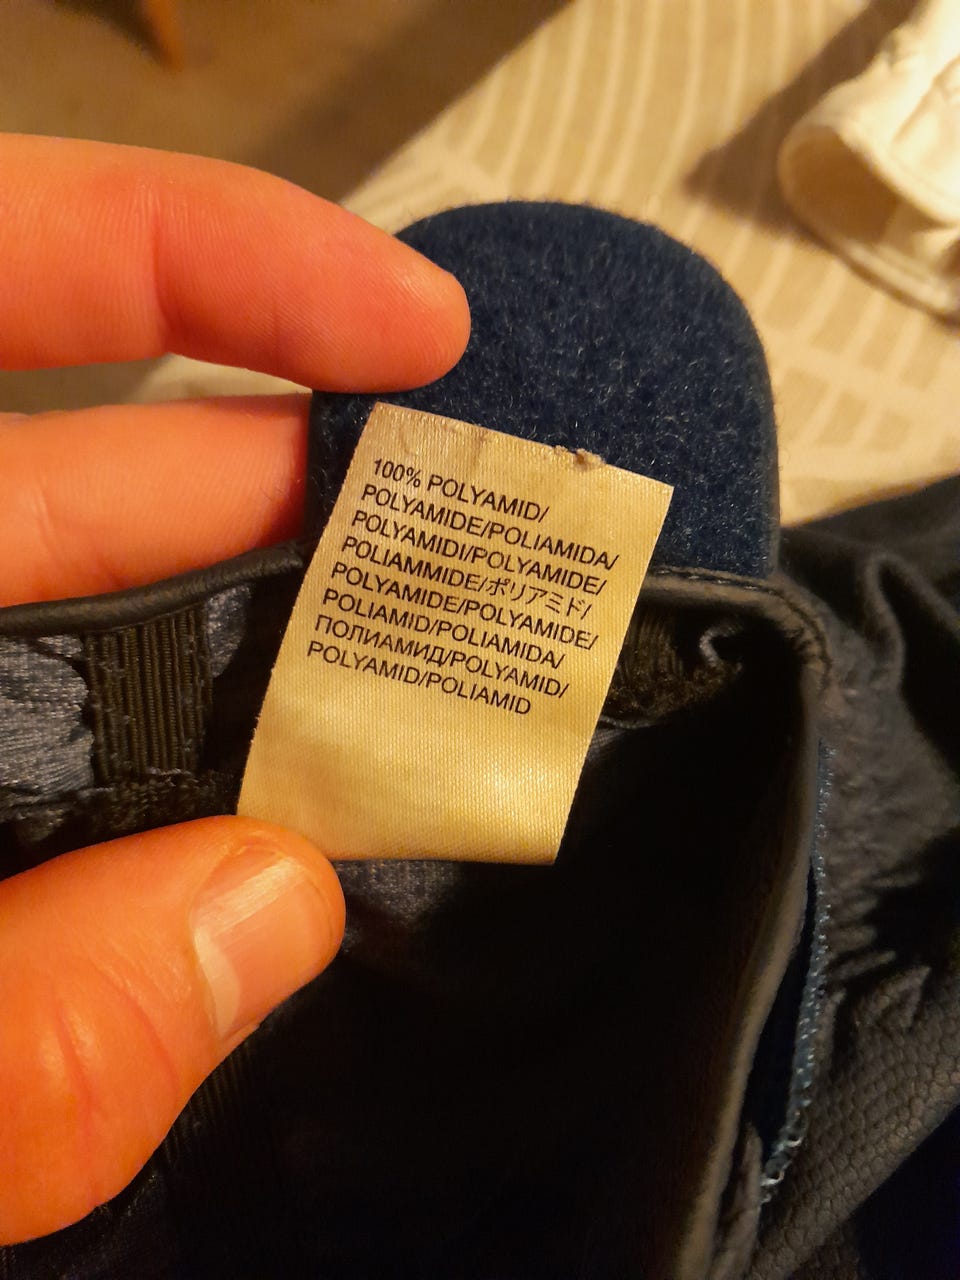 100% POLYAMID/
POLYAMIDE/POLIAMIDA/
POLYAMIDI/POLYAMIDE/
POLIAMMIDE/ポリアミド/
POLYAMIDE/POLYAMIDE/
POLIAMID/POLIAMIDA/
ПОЛИАМИД/POLYAMID/
POLYAMID/POLIAMID